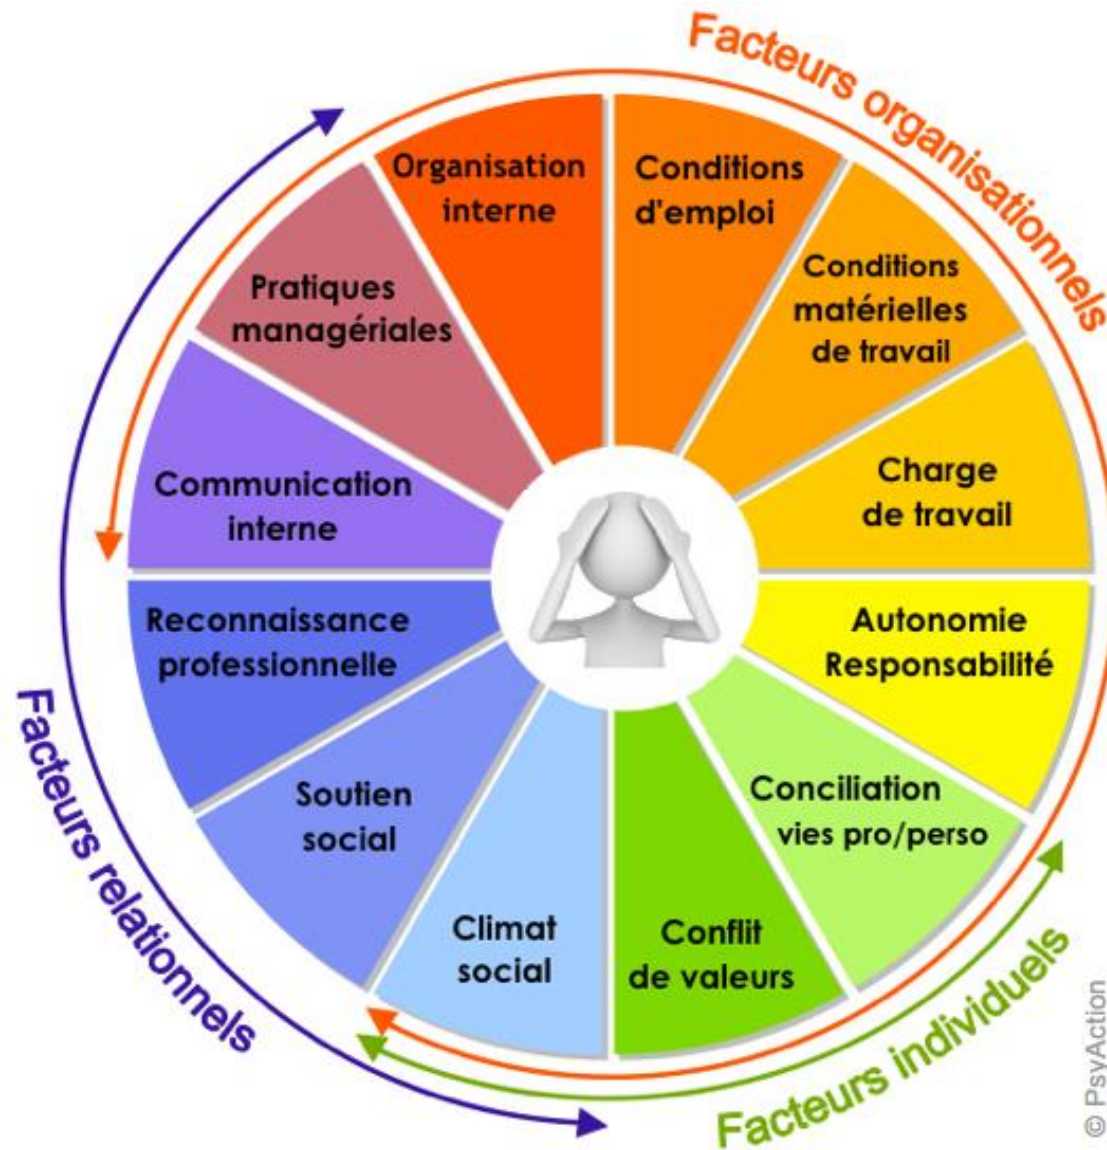 Facteurs organisationnels
Organisation
interne
Conditions
d'emploi
Conditions
matérielles
de travail
Charge
de travail
Autonomie
Responsabilité
Conciliation
vies pro/perso
Conflit
de valeurs
Climat
social
Soutien
social
Reconnaissance
professionnelle
Communication
interne
Pratiques
managériales
Facteurs relationnels
Facteurs individuels
© PsyAction